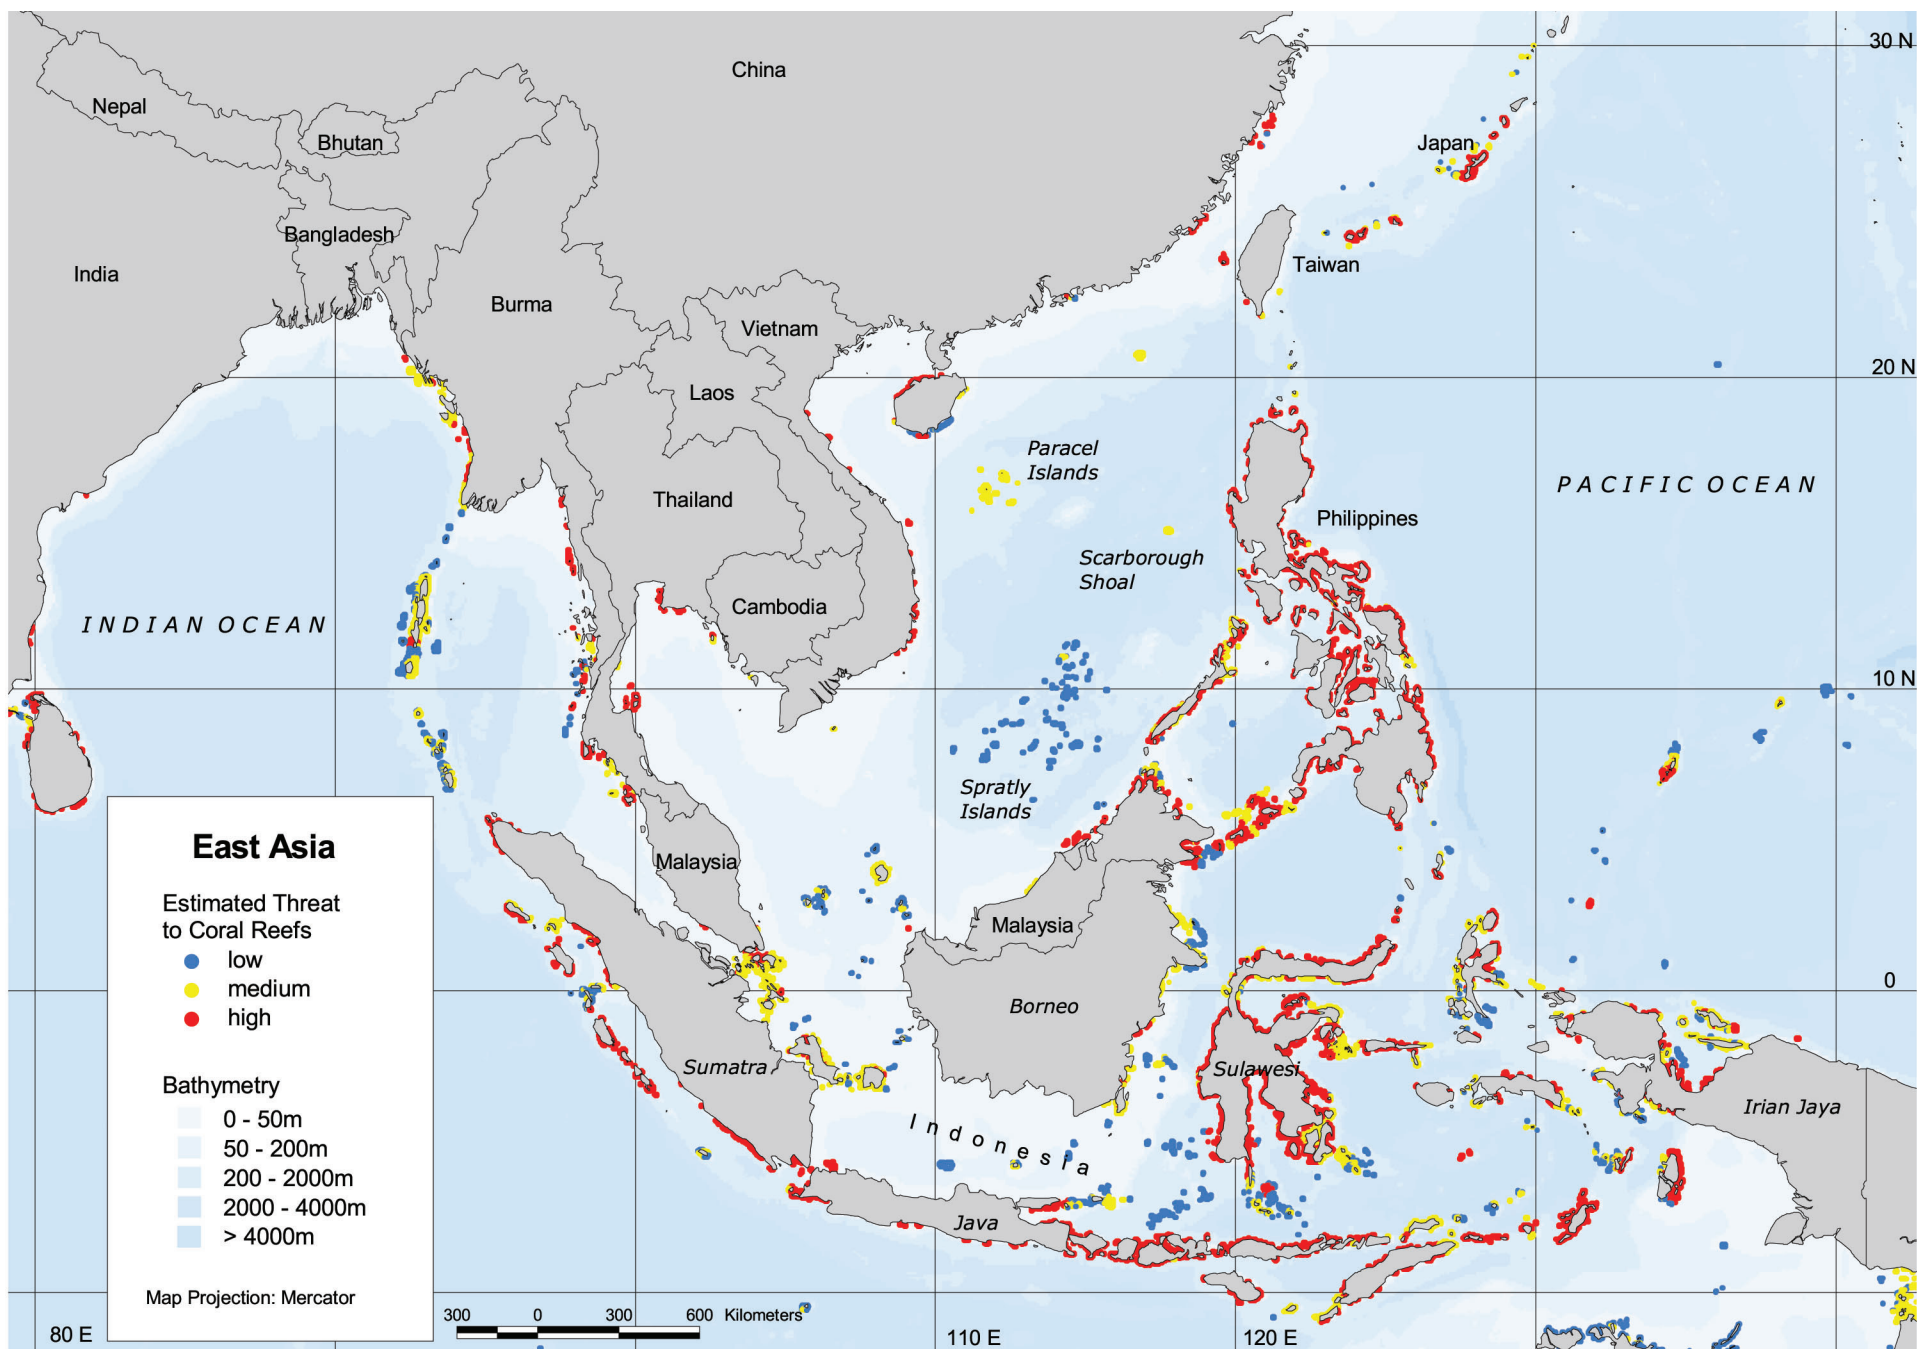 30 N
China
Nepal
Bhutan
Japan
Bangladesh
India
Taiwan
Burma
Vietnam
20 N
Laos
Paracel
Islands
PACIFIC OCEAN
Thailand
Philippines
Scarborough
Shoal
Cambodia
INDIAN OCEAN
10 N
Spratly
Islands
East Asia
Malaysia
Estimated Threat
to Coral Reefs
low
medium
high
Malaysia
0
Borneo
Sumatra
Sulawesi
Bathymetry
0 - 50m
50 - 200m
200 - 2000m
2000 - 4000m
> 4000m
Irian Jaya
Indonesia
Java
Map Projection: Mercator
300 0 300 600 Kilometers
80 E
110 E
120 E